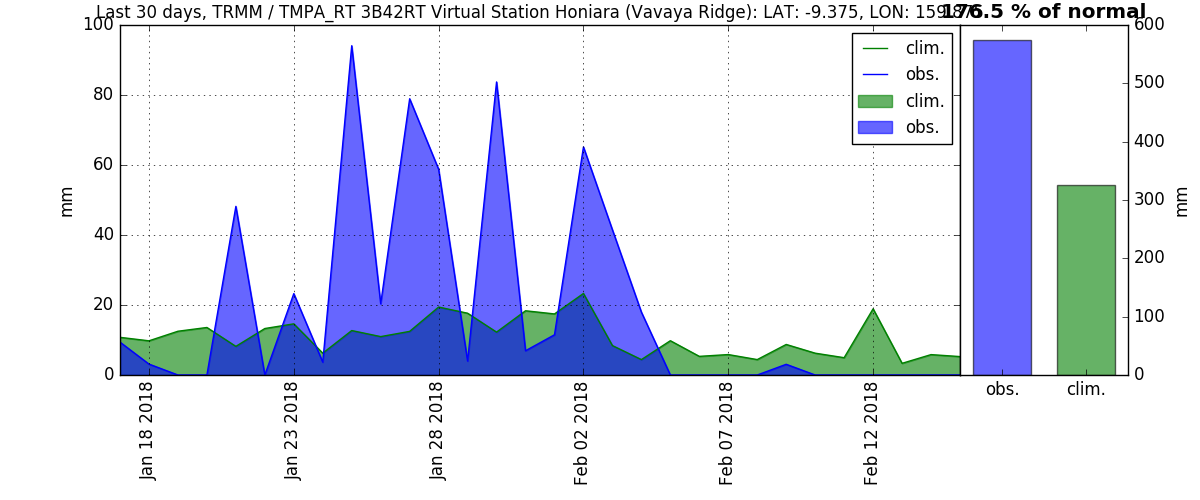 Last 30 days, TRMM / TMPA_RT 3B42RT Virtual Station Honiara (Vavaya Ridge): LAT: -9.375, LON:
176.5 % of normal
100
80
60
40
20
0
mm
clim.
obs.
clim.
obs.
Jan 18 2018
Jan 23 2018
Jan 28 2018
Feb 02 2018
Feb 07 2018
Feb 12 2018
600
500
400
300
200
100
0
mm
obs.
clim.